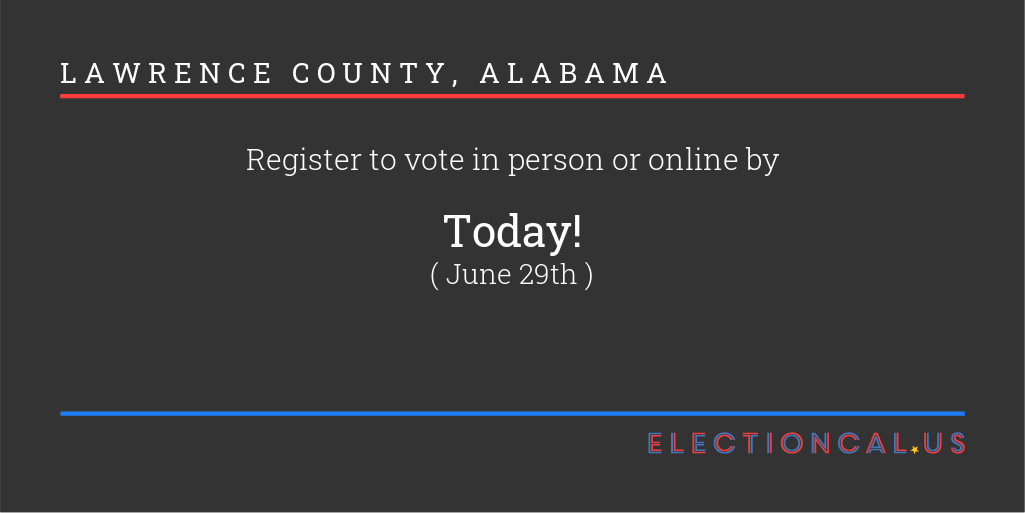 LAWRENCE COUNTY, ALABAMA
Register to vote in person or online by
Today!
( June 29th )
ELECTIONCAL.US